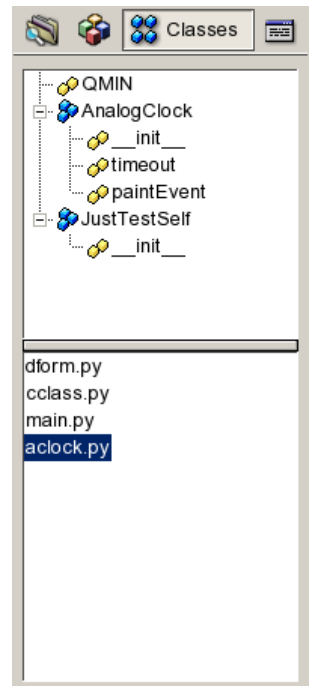 Classes
QMIN
AnalogClock
__init__
timeout
paintEvent
JustTestSelf
__init__
dform.py
cclass.py
main.py
aclock.py